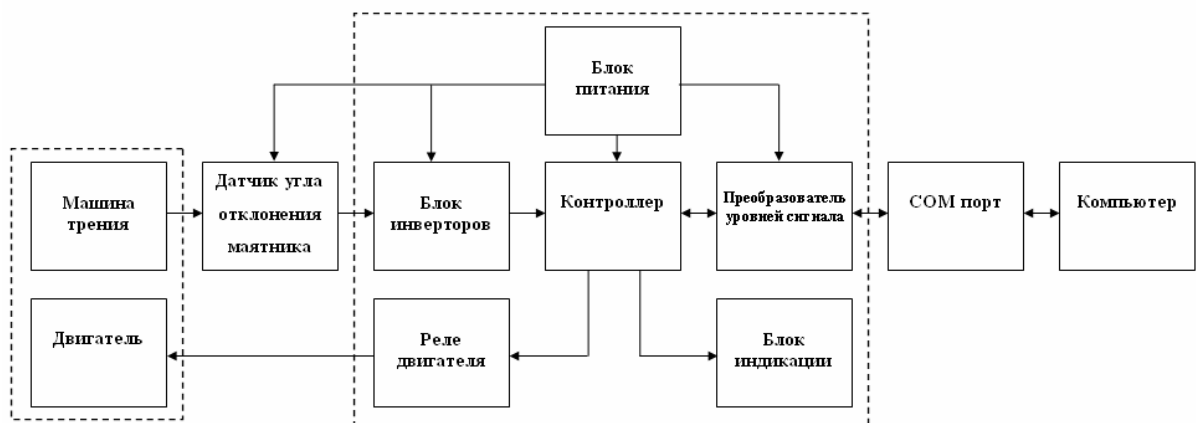 Блок
питания
Машина
трения
Датчик угла
отклонения
маятника
Блок
инверторов
Контроллер
Преобразователь
уровней сигнала
COM порт
Компьютер
Двигатель
Реле
двигателя
Блок
индикации